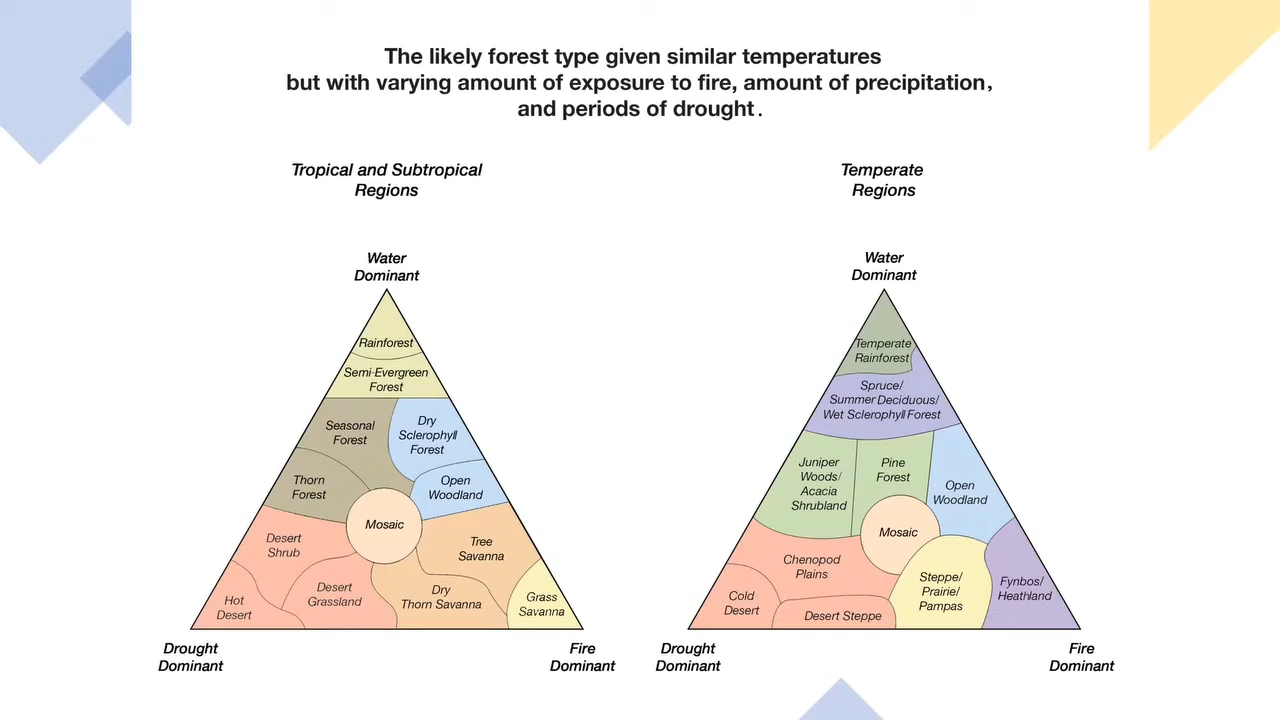 The likely forest type given similar temperatures
but with varying amount of exposure to fire, amount of precipitation,
and periods of drought.
Tropical and Subtropical
Regions
Water
Dominant
Rainforest
Semi-Evergreen
Forest
Seasonal
Forest
Dry
Sclerophyll
Forest
Thorn
Forest
Open
Woodland
Mosaic
Desert
Shrub
Tree
Savanna
Desert
Grassland
Dry
Thorn Savanna
Hot
Desert
Grass
Savanna
Drought
Dominant
Fire
Dominant
Temperate
Regions
Water
Dominant
Temperate
Rainforest
Spruce/
Summer Deciduous/
Wet Sclerophyll Forest
Juniper
Woods/
Acacia
Shrubland
Pine
Forest
Open
Woodland
Mosaic
Chenopod
Plains
Steppe/
Prairie/
Pampas
Fynbos/
Heathland
Cold
Desert
Desert Steppe
Drought
Dominant
Fire
Dominant